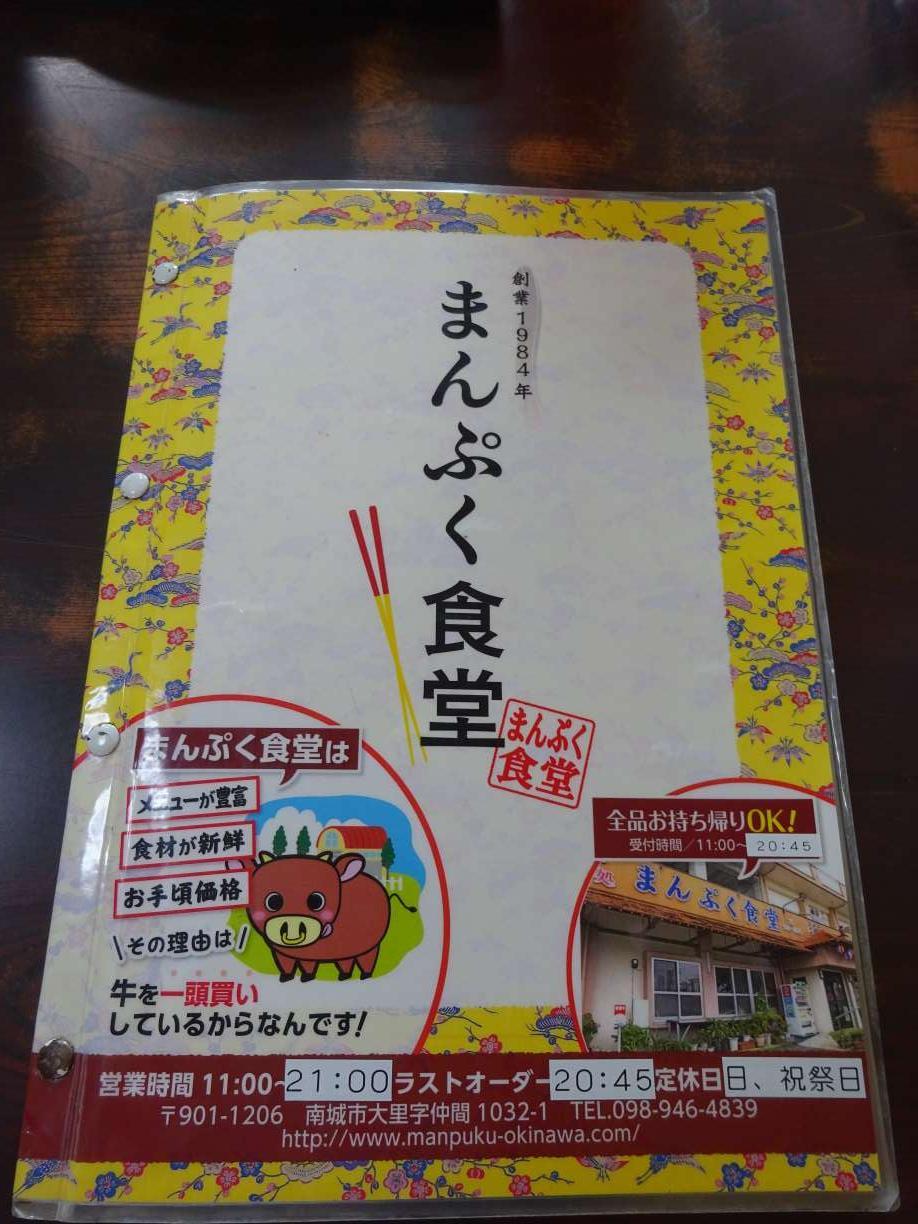 創業1984年
まんぷく食堂
まんぷく
食堂
まんぷく食堂は
メニューが豊富
食材が新鮮
お手頃価格
\その理由は/
牛を一頭買い
しているからなんです!
全品お持ち帰りOK!
受付時間/11:00~20:45
処 まんぷく食堂
営業時間 11:00~21:00ラストオーダー20:45定休日日、祝祭日
〒901-1206 南城市大里字仲間 1032-1 TEL.098-946-4839
http://www.manpuku-okinawa.com/